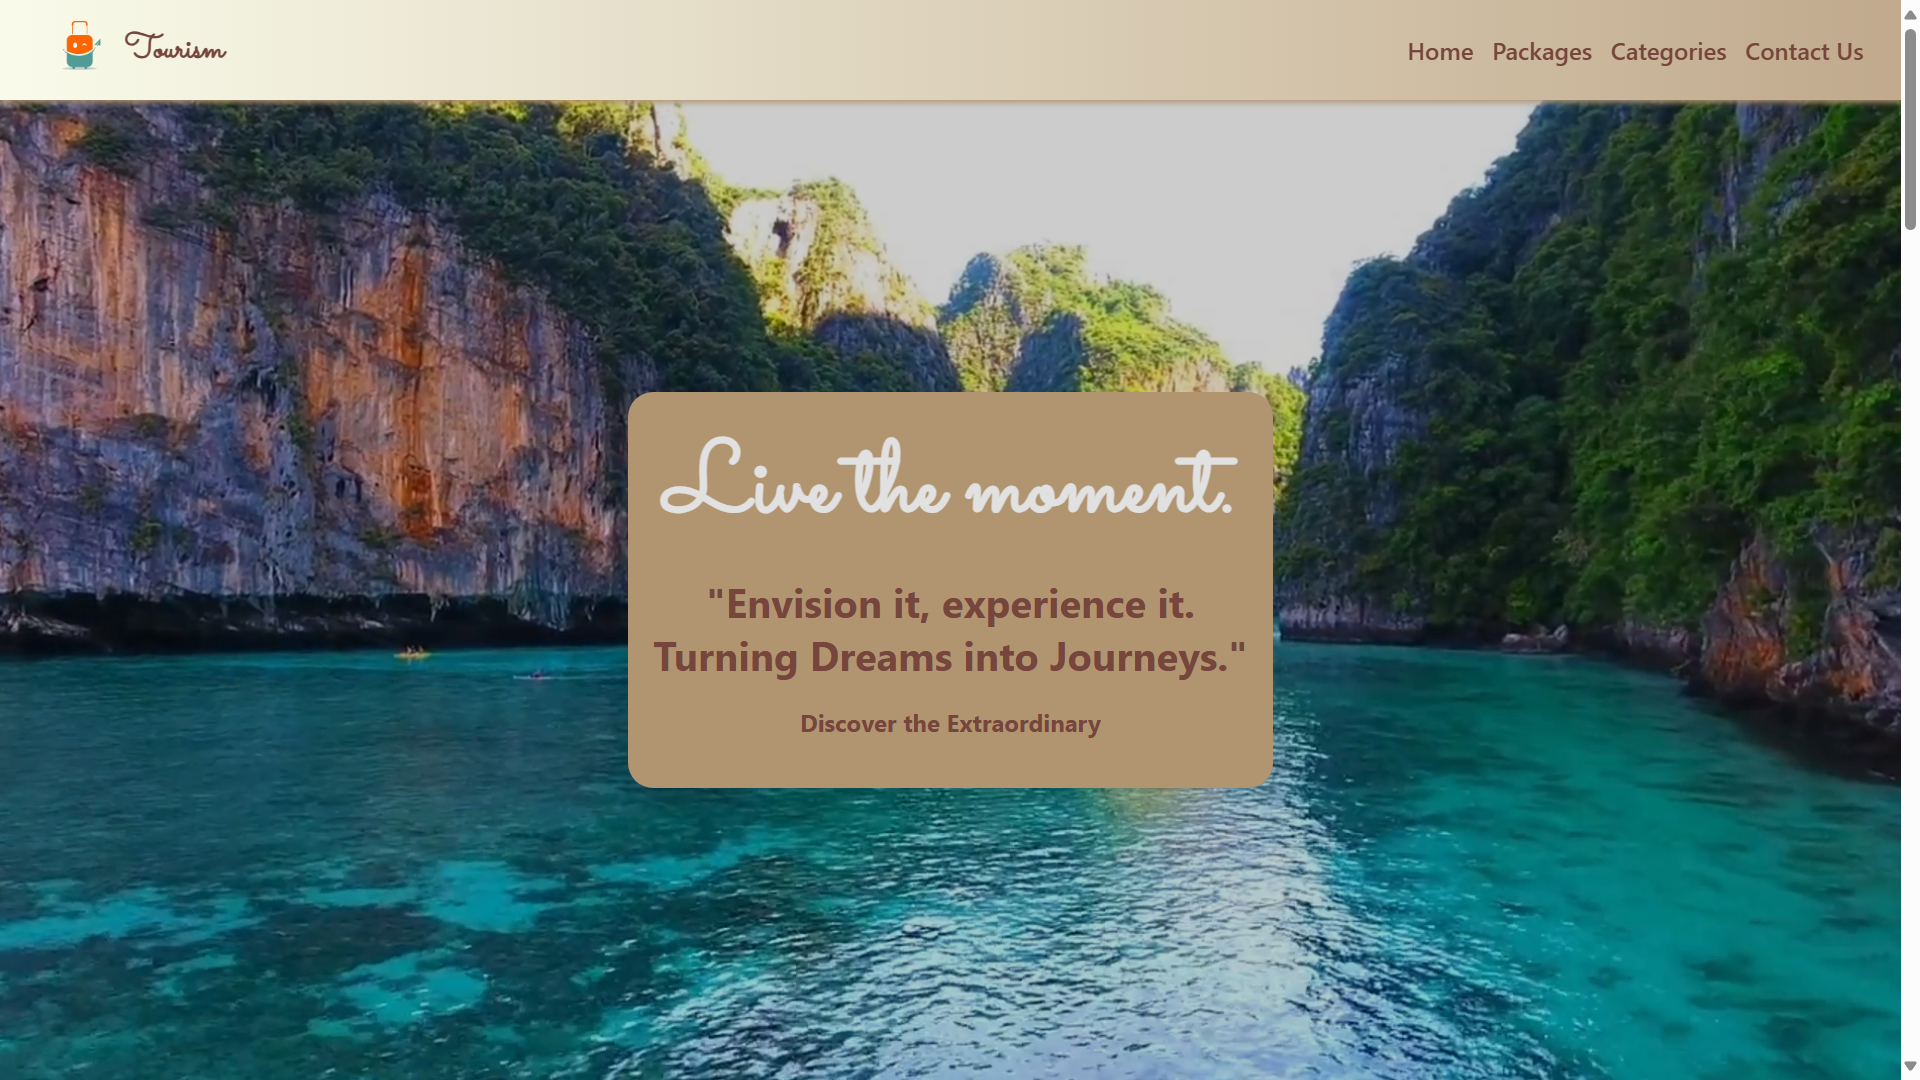 Tourism
Home Packages Categories Contact Us
Live the moment.
"Envision it, experience it.
Turning Dreams into Journeys."
Discover the Extraordinary